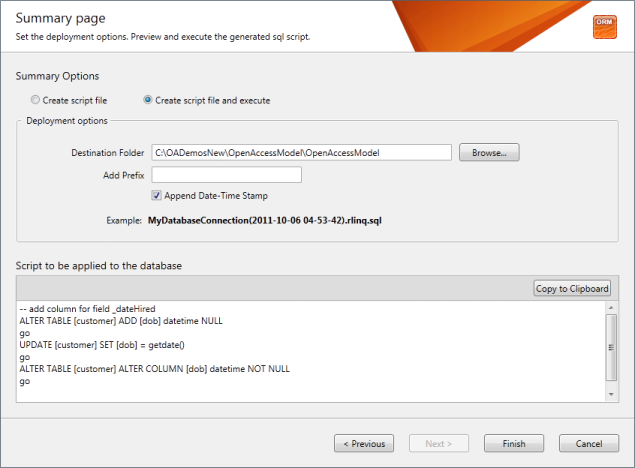 Summary page
Set the deployment options. Preview and execute the generated sql script.
ORM
Summary Options
Create script file
Create script file and execute
Deployment options
Destination Folder
C:\OADemosNew\OpenAccessModel\OpenAccessModel
Browse...
Add Prefix
Append Date-Time Stamp
Example: MyDatabaseConnection(2011-10-06 04-53-42).rlinq.sql
Script to be applied to the database
Copy to Clipboard
-- add column for field _dateHired
ALTER TABLE [customer] ADD [dob] datetime NULL
go
UPDATE [customer] SET [dob] = getdate()
go
ALTER TABLE [customer] ALTER COLUMN [dob] datetime NOT NULL
go
< Previous
Next >
Finish
Cancel